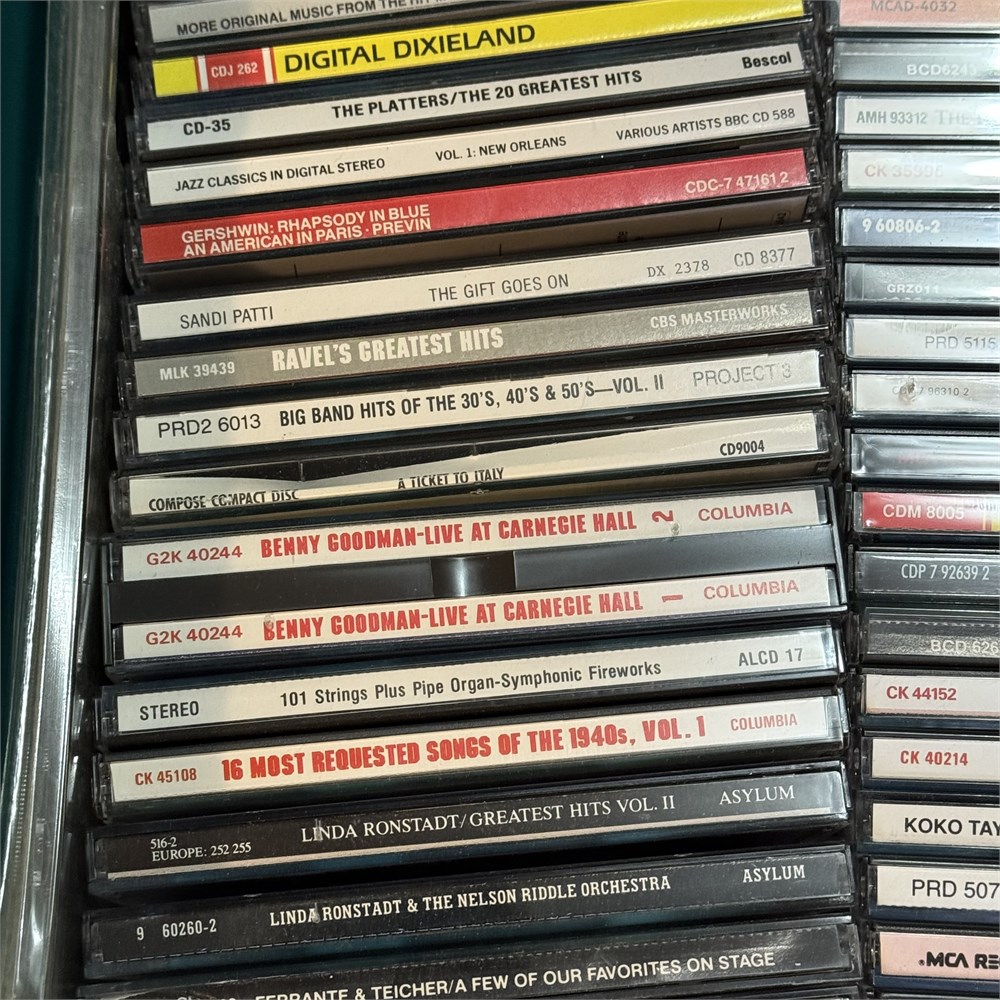 MORE ORIGINAL MUSIC FROM THE HIT
CDJ 262 DIGITAL DIXIELAND
CD-35 THE PLATTERS/THE 20 GREATEST HITS Bescol
JAZZ CLASSICS IN DIGITAL STEREO VOL. 1: NEW ORLEANS VARIOUS ARTISTS BBC CD 588
GERSHWIN: RHAPSODY IN BLUE CDC-7 47161 2
AN AMERICAN IN PARIS · PREVIN
SANDI PATTI THE GIFT GOES ON DX 2378 CD 8377
MLK 39439 RAVEL'S GREATEST HITS CBS MASTERWORKS
PRD2 6013 BIG BAND HITS OF THE 30'S, 40'S & 50'S—VOL. II PROJECT 3
COMPOSE COMPACT DISC A TICKET TO ITALY CD9004
G2K 40244 BENNY GOODMAN-LIVE AT CARNEGIE HALL 2 COLUMBIA
G2K 40244 BENNY GOODMAN-LIVE AT CARNEGIE HALL 1 COLUMBIA
STEREO 101 Strings Plus Pipe Organ-Symphonic Fireworks ALCD 17
CK 45108 16 MOST REQUESTED SONGS OF THE 1940s, VOL. 1 COLUMBIA
516-2 LINDA RONSTADT/GREATEST HITS VOL. II ASYLUM
EUROPE: 252 255
9 60260-2 LINDA RONSTADT & THE NELSON RIDDLE ORCHESTRA ASYLUM
FERRANTE & TEICHER/A FEW OF OUR FAVORITES ON STAGE
MCAD-4032
BCD6243
AMH 93312 THE
CK
9 60806-2
GRZ011
PRD 5115
96310 2
CDM 8005
CDP 7 92639 2
BCD 626
CK 44152
CK 40214
KOKO TAY
PRD 507
MCA RE